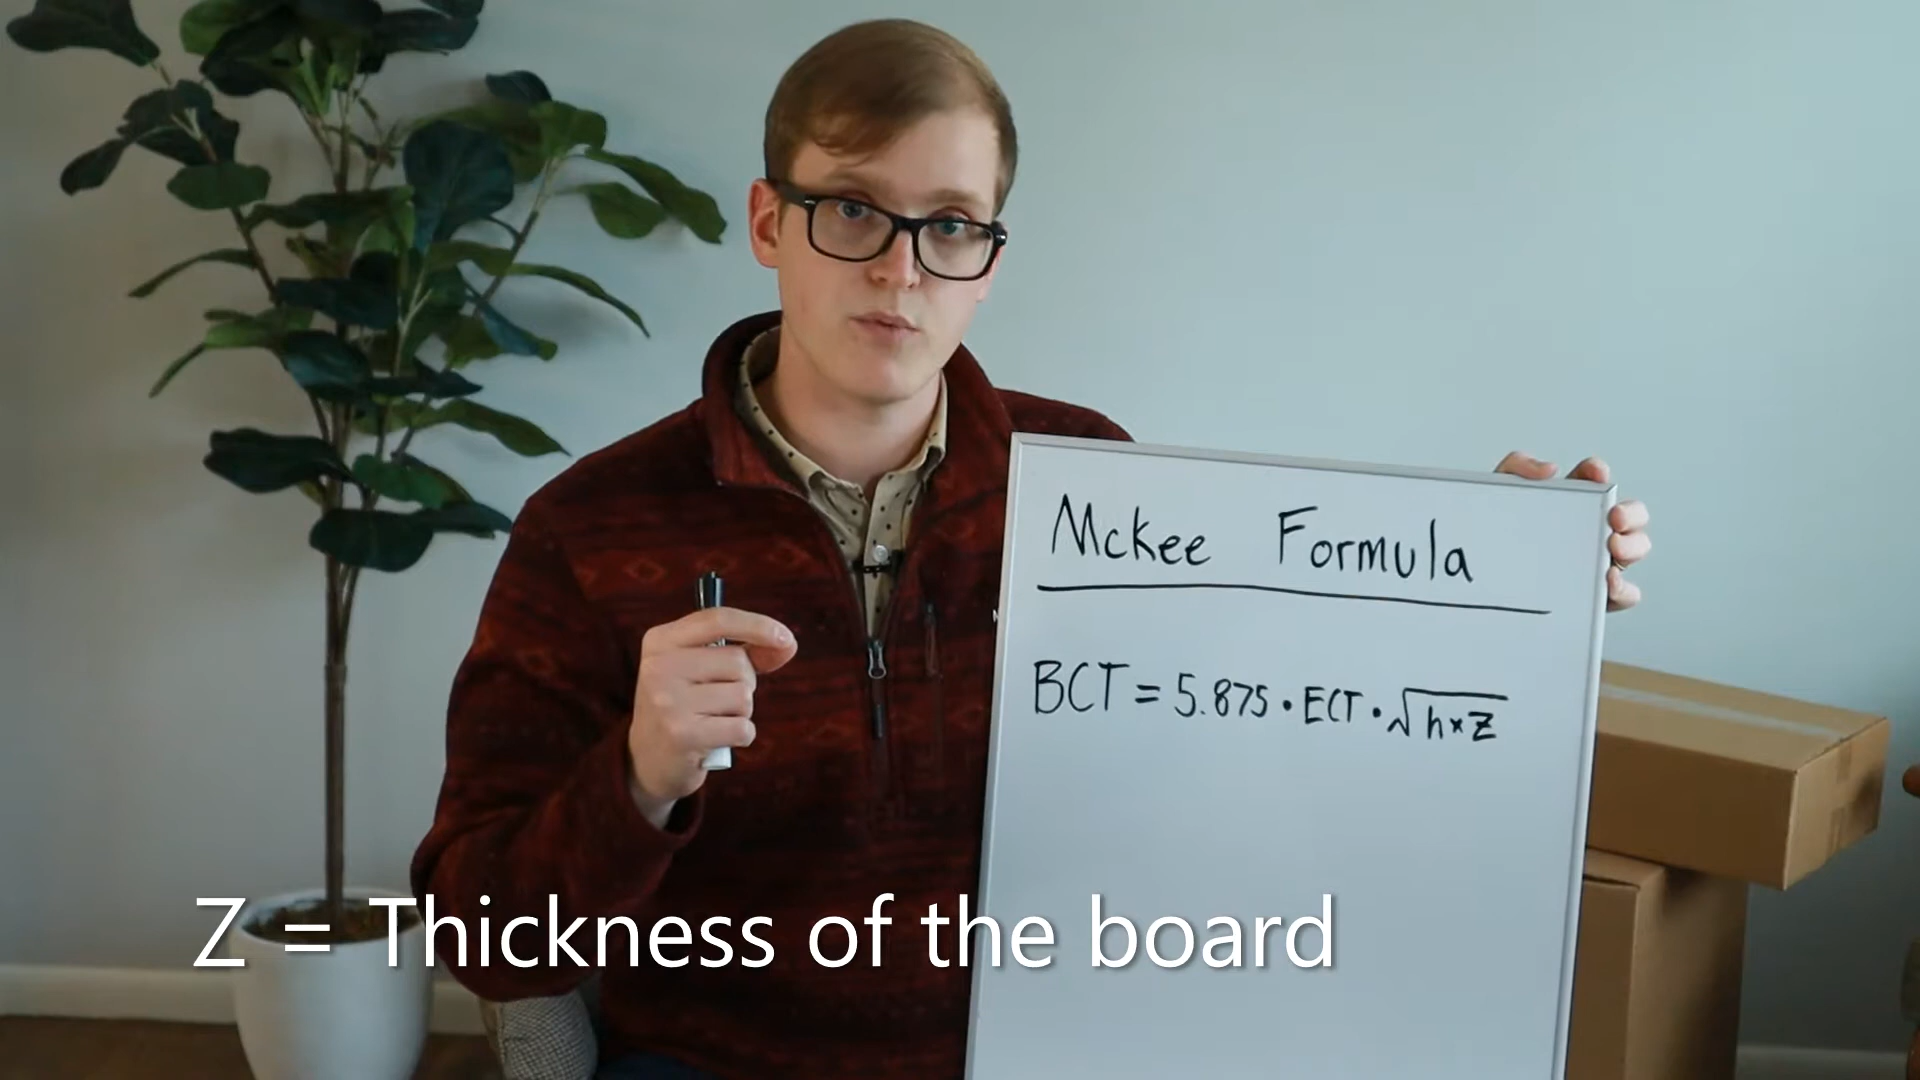 McKee Formula
BCT = 5.875 · ECT · √h×Z
Z = Thickness of the board